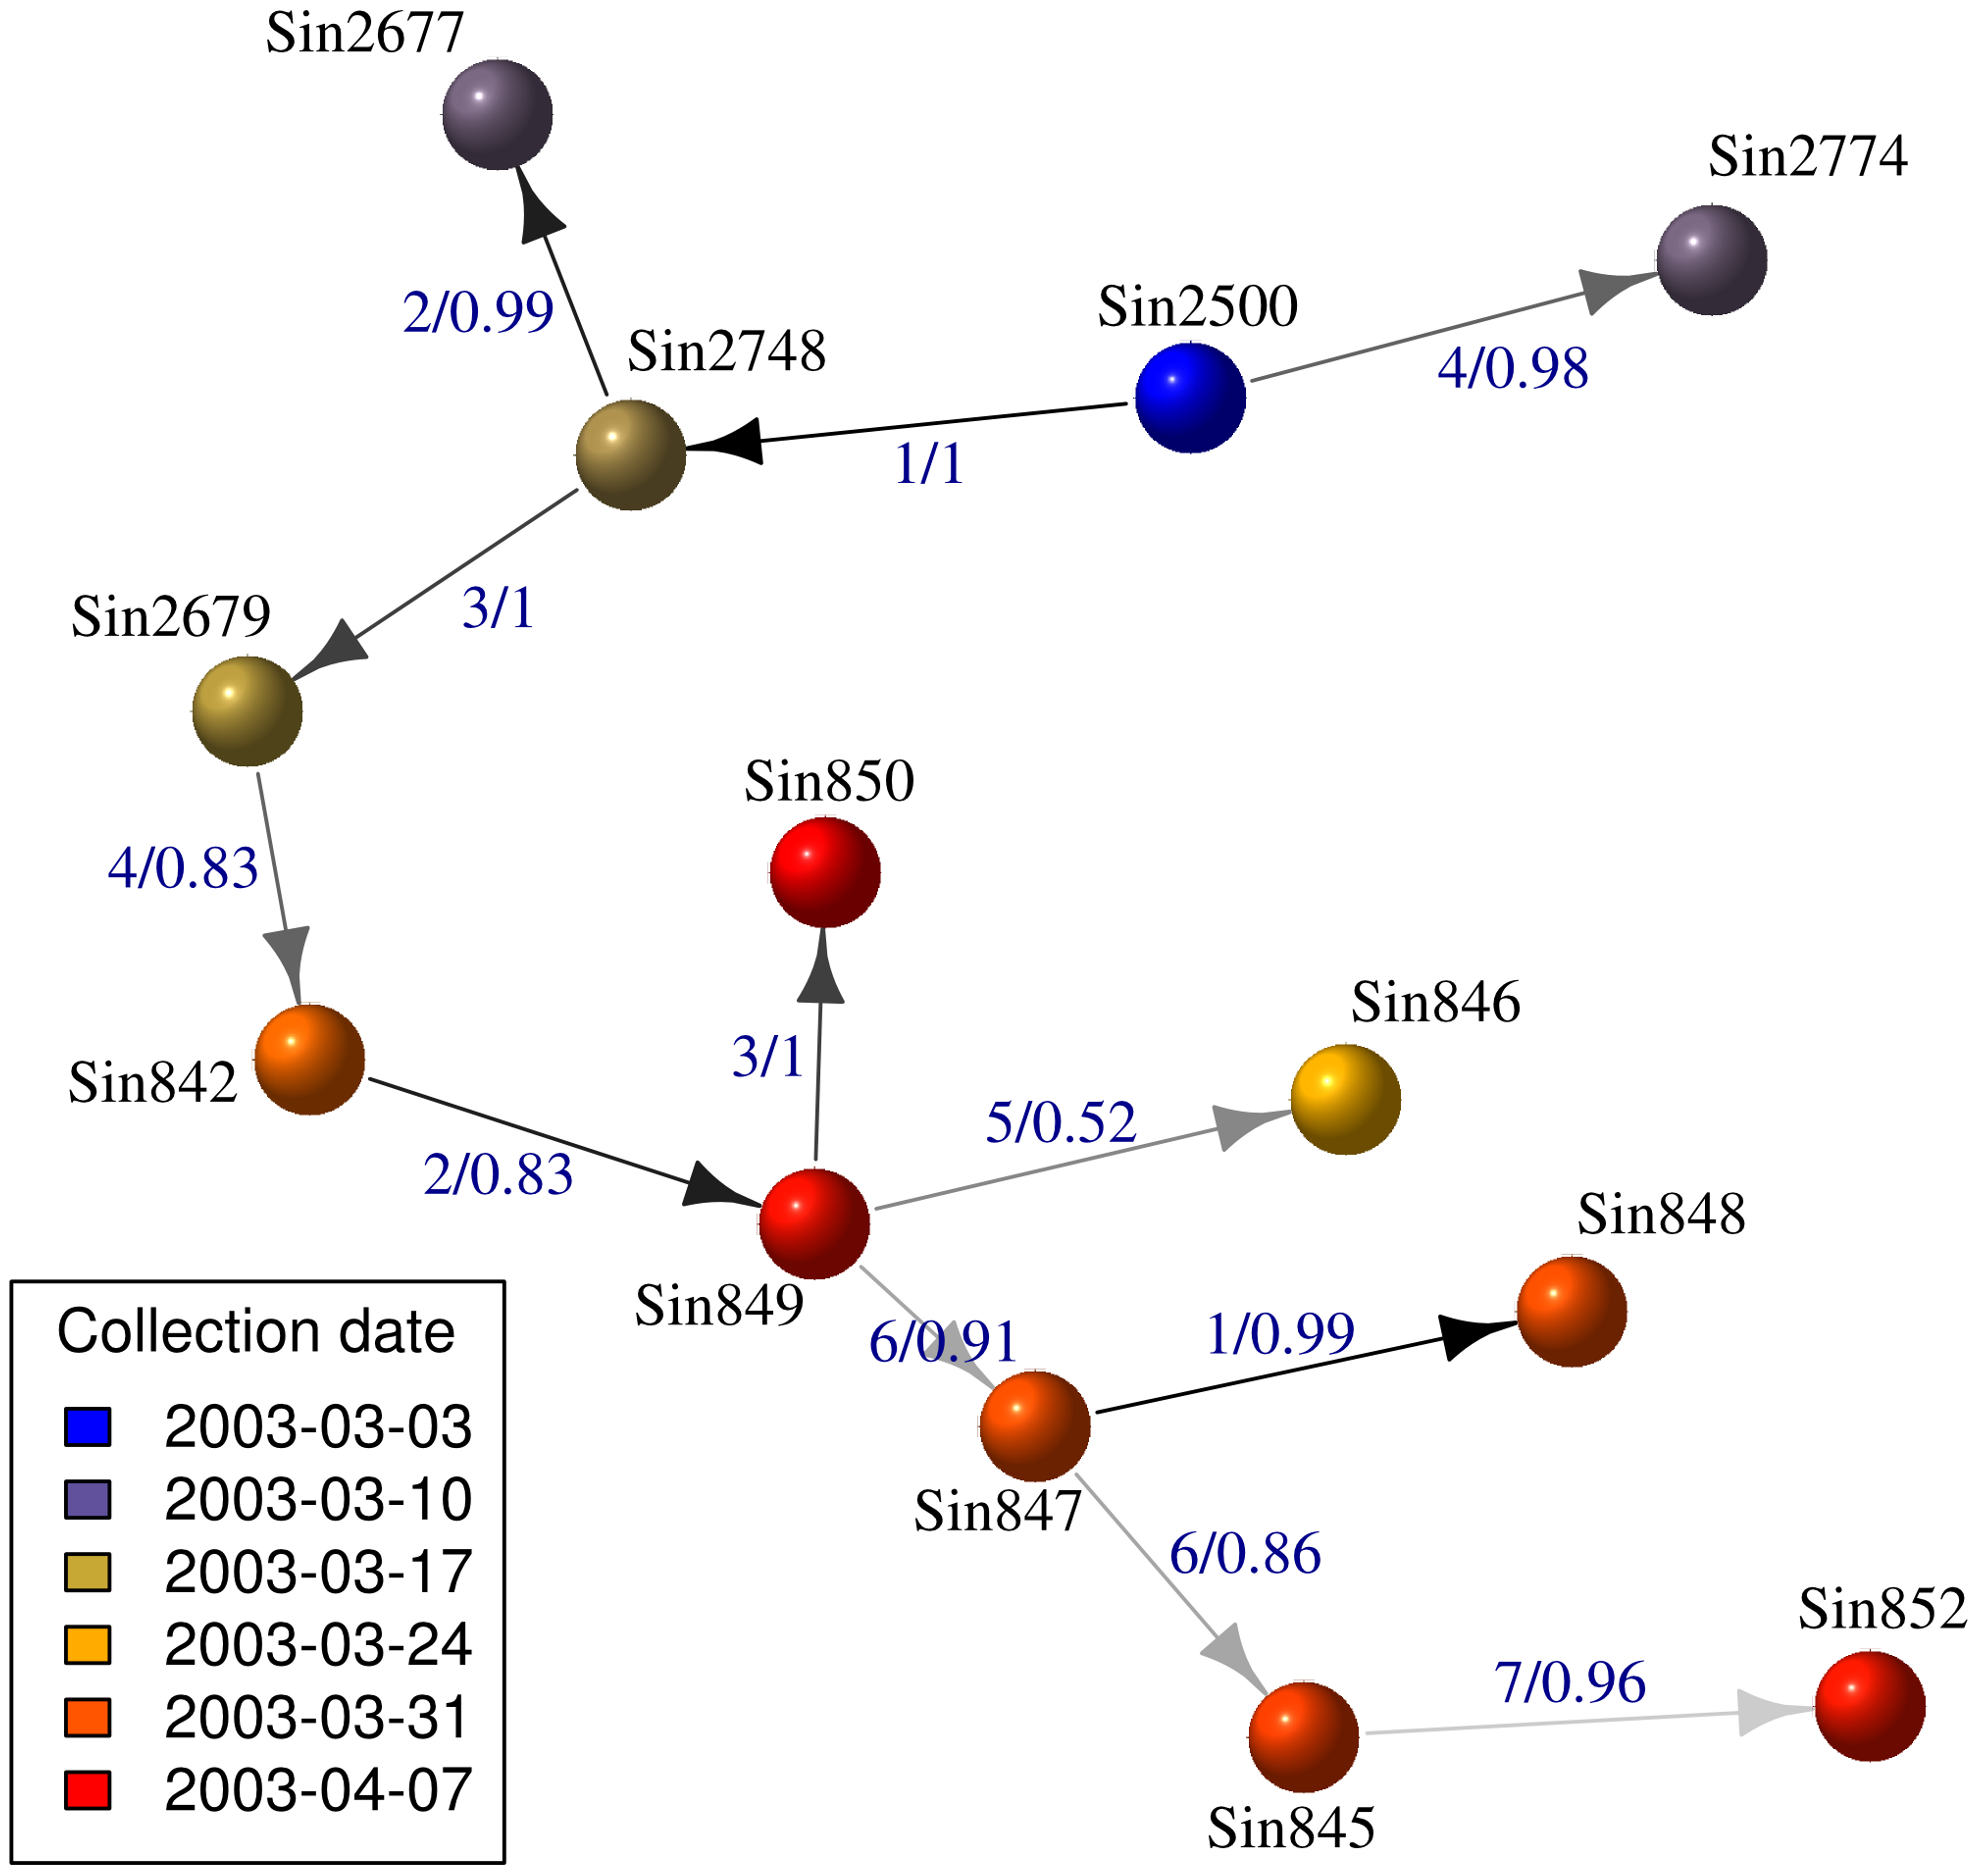 Sin2677
Sin2774
Sin2500
2/0.99
Sin2748
4/0.98
1/1
3/1
Sin2679
Sin850
4/0.83
Sin846
3/1
Sin842
5/0.52
2/0.83
Sin848
Sin849
6/0.91
1/0.99
Sin847
6/0.86
Sin852
7/0.96
Sin845
Collection date
2003-03-03
2003-03-10
2003-03-17
2003-03-24
2003-03-31
2003-04-07